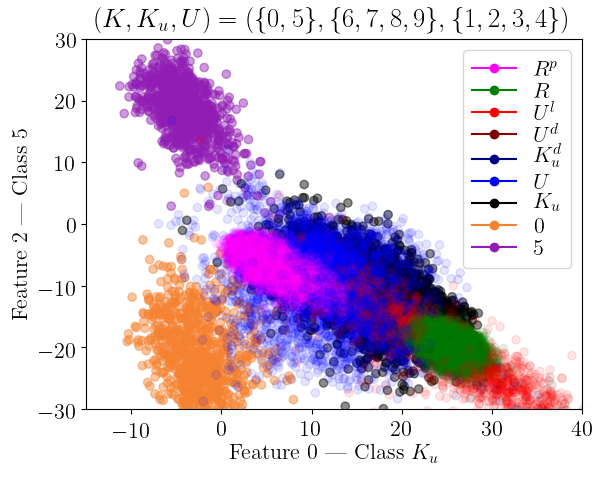 (K, K_u, U) = ({0, 5}, {6, 7, 8, 9}, {1, 2, 3, 4})
30
20
10
0
−10
−20
−30
Feature 2 — Class 5
R^p
R
U^l
U^d
K_u^d
U
K_u
0
5
−10
0
10
20
30
40
Feature 0 — Class K_u